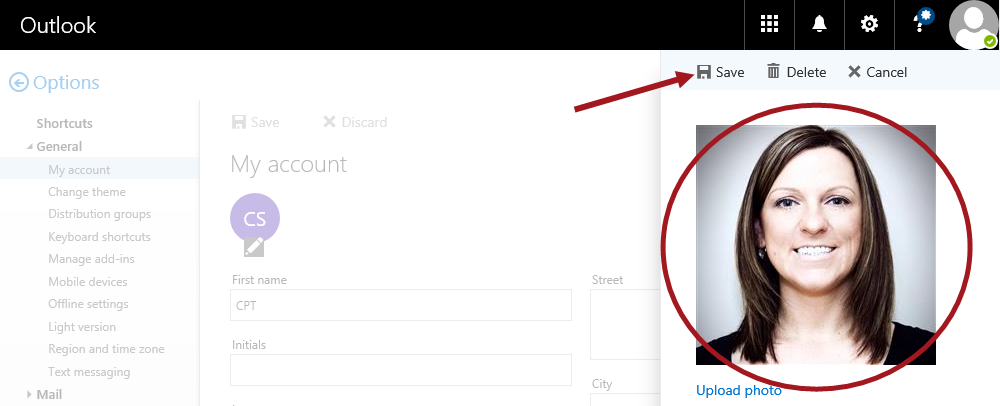 Outlook
?
Save Delete Cancel
Options
Shortcuts
General
My account
Change theme
Distribution groups
Keyboard shortcuts
Manage add-ins
Mobile devices
Offline settings
Light version
Region and time zone
Text messaging
Mail
Save Discard
My account
CS
First name
CPT
Initials
Street
City
Upload photo